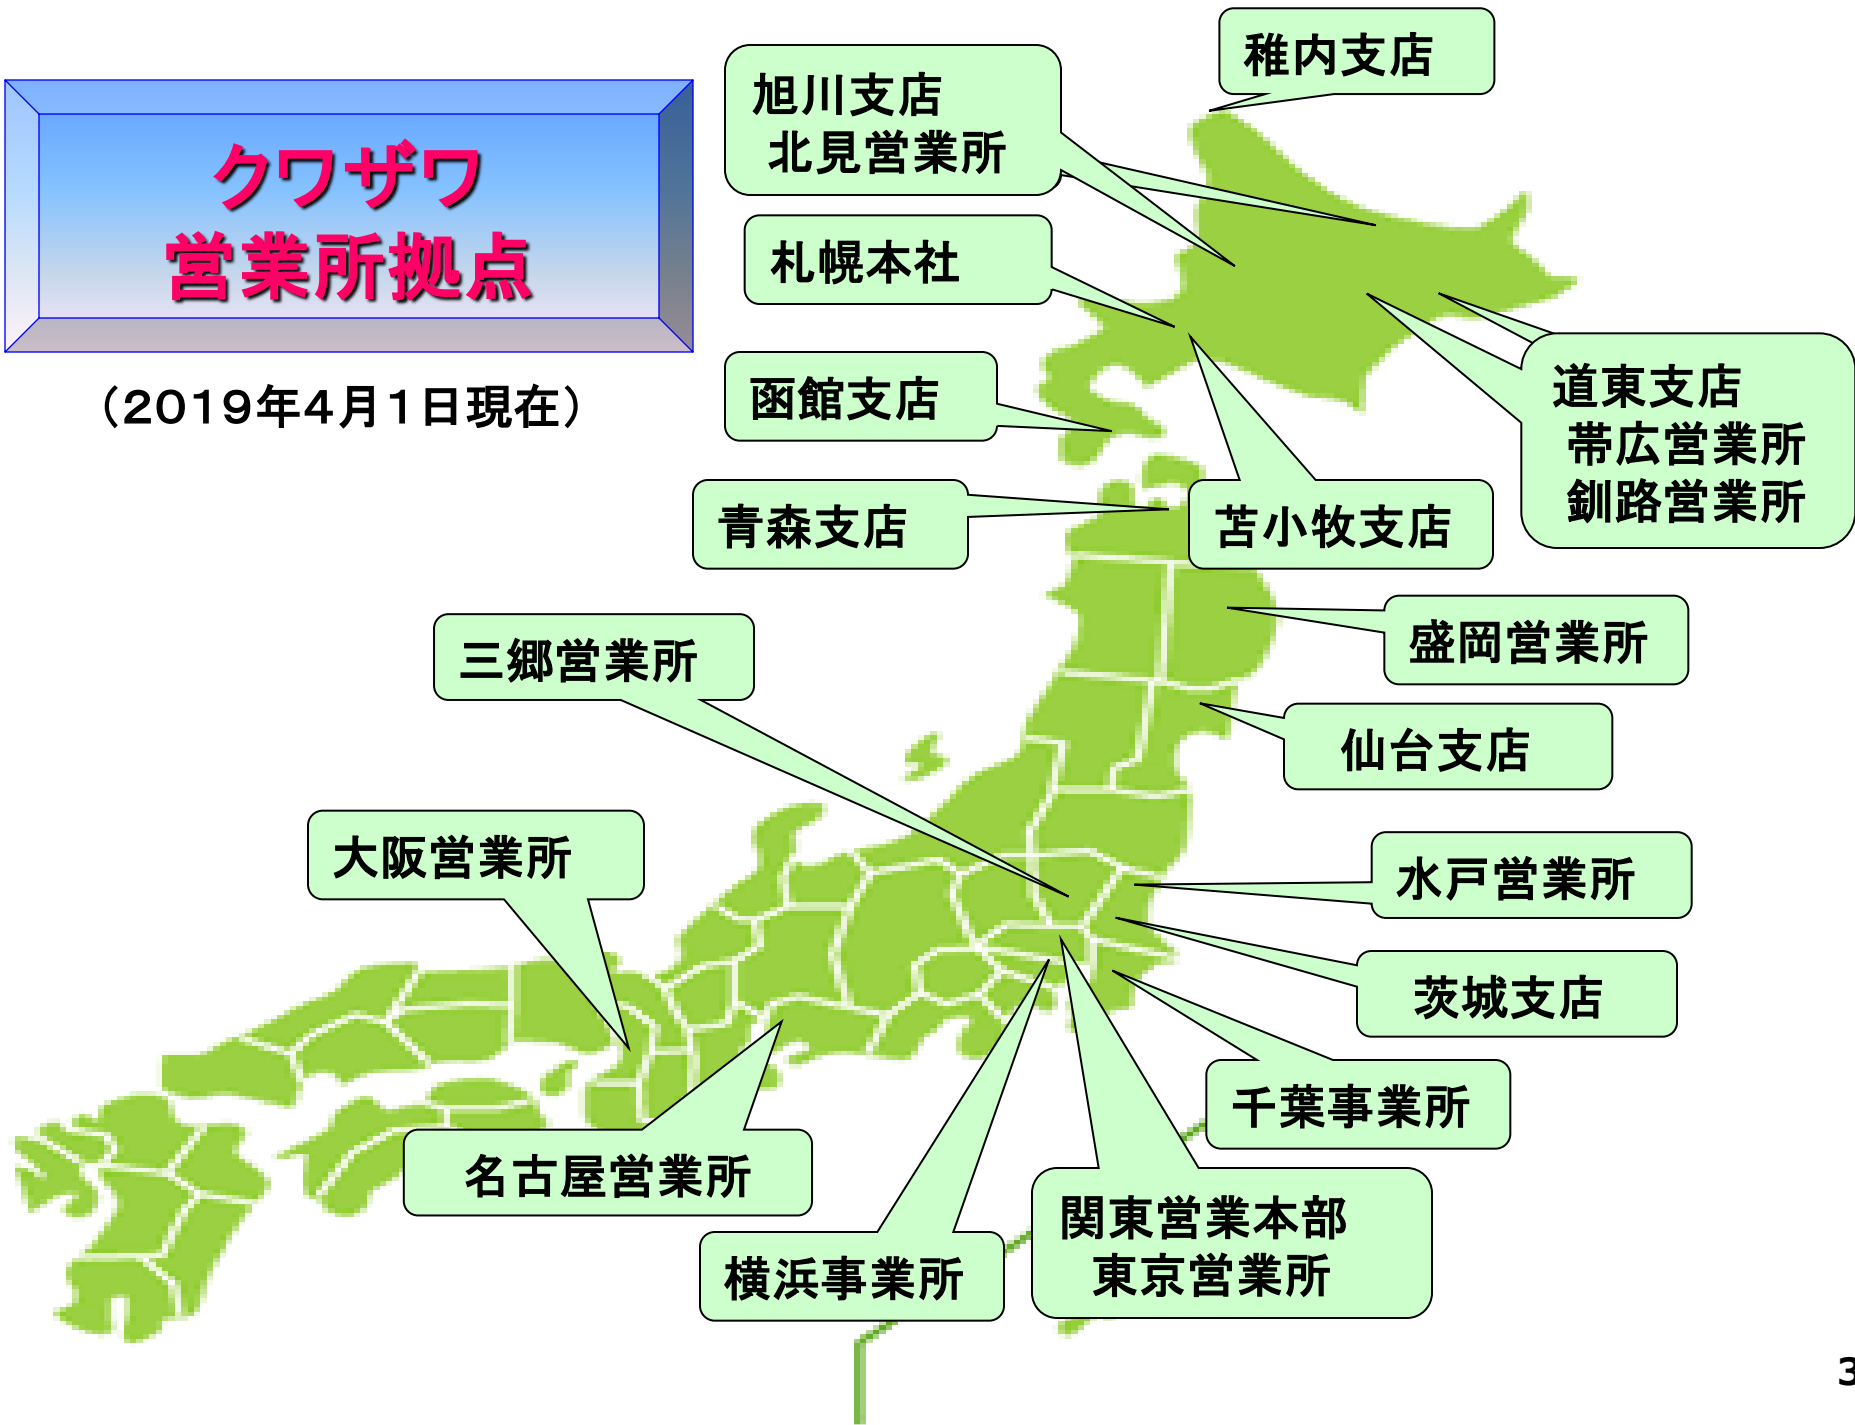 クワザワ
営業所拠点
（2019年4月1日現在）
稚内支店
旭川支店
北見営業所
札幌本社
函館支店
道東支店
帯広営業所
釧路営業所
青森支店
苫小牧支店
盛岡営業所
三郷営業所
仙台支店
大阪営業所
水戸営業所
茨城支店
千葉事業所
名古屋営業所
関東営業本部
東京営業所
横浜事業所
3